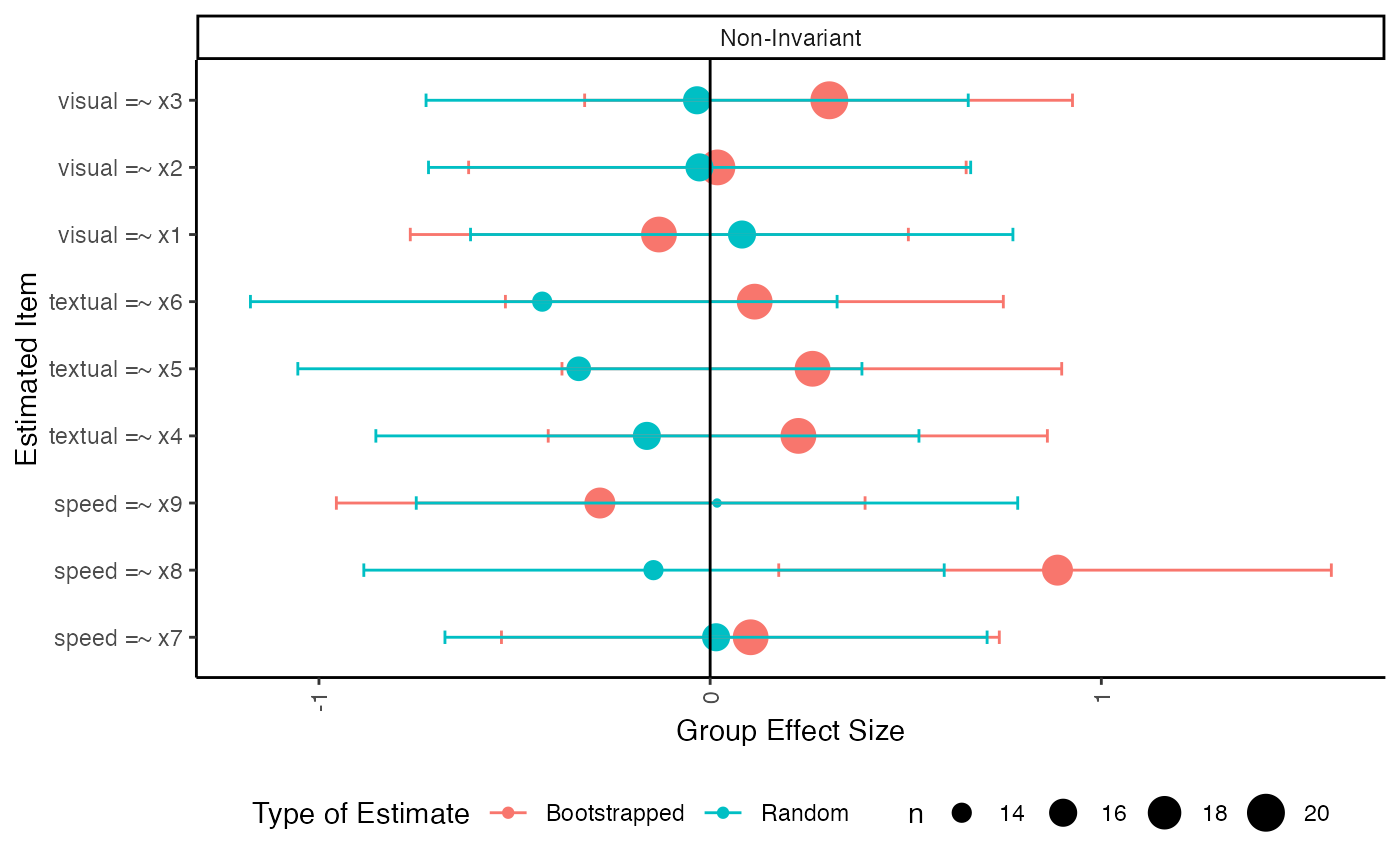 Non-Invariant
Estimated Item
visual =~ x3
visual =~ x2
visual =~ x1
textual =~ x6
textual =~ x5
textual =~ x4
speed =~ x9
speed =~ x8
speed =~ x7
-1 0 1
Group Effect Size
Type of Estimate Bootstrapped Random n 14 16 18 20